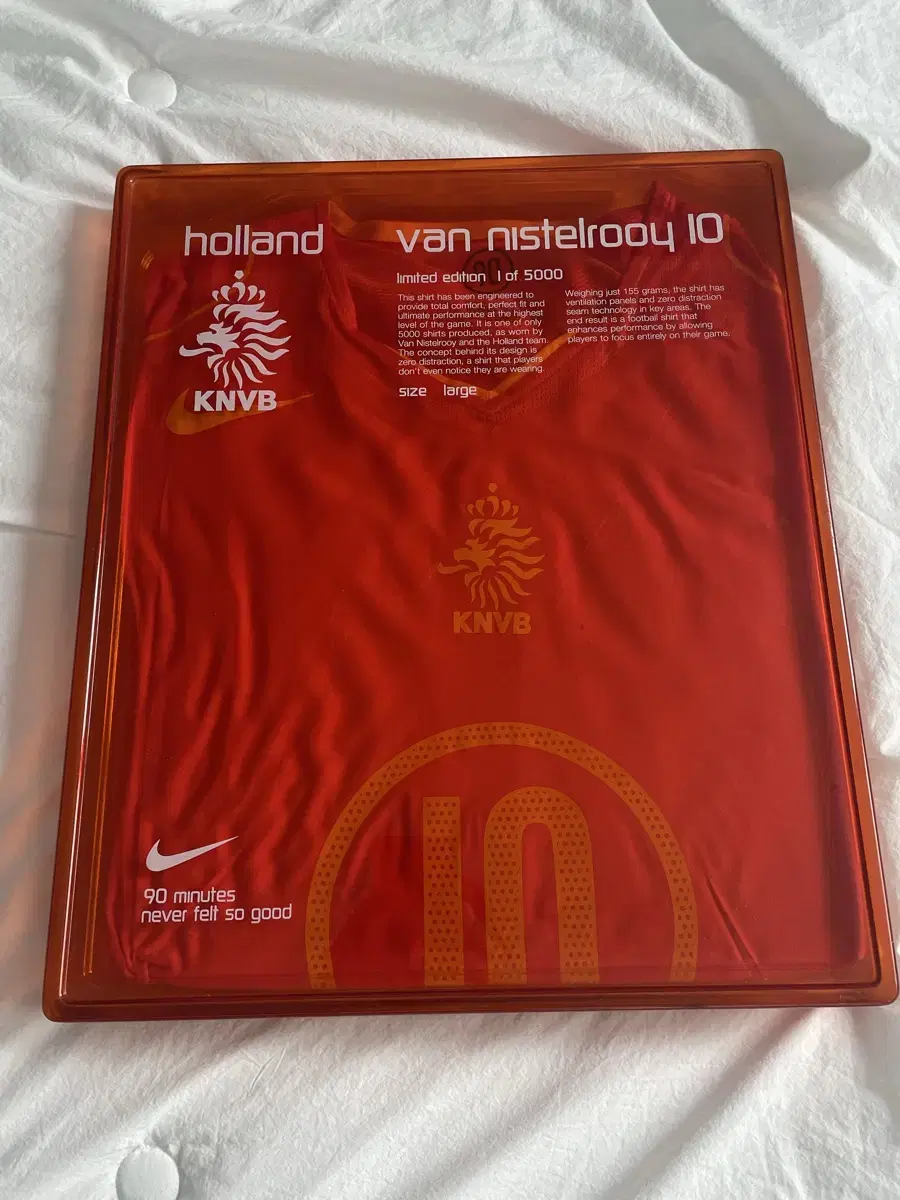 holland
van nistelrooy 10
limited edition 1 of 5000
This shirt has been engineered to
provide total comfort, perfect fit and
ultimate performance at the highest
level of the game. It is one of only
5000 shirts produced, as worn by
Van Nistelrooy and the Holland team.
The concept behind its design is
zero distraction, a shirt that players
don't even notice they are wearing.
Weighing just 155 grams, the shirt has
ventilation panels and zero distraction
seam technology in key areas. The
end result is a football shirt that
enhances performance by allowing
players to focus entirely on their game.
size large
KNVB
KNVB
10
90 minutes
never felt so good